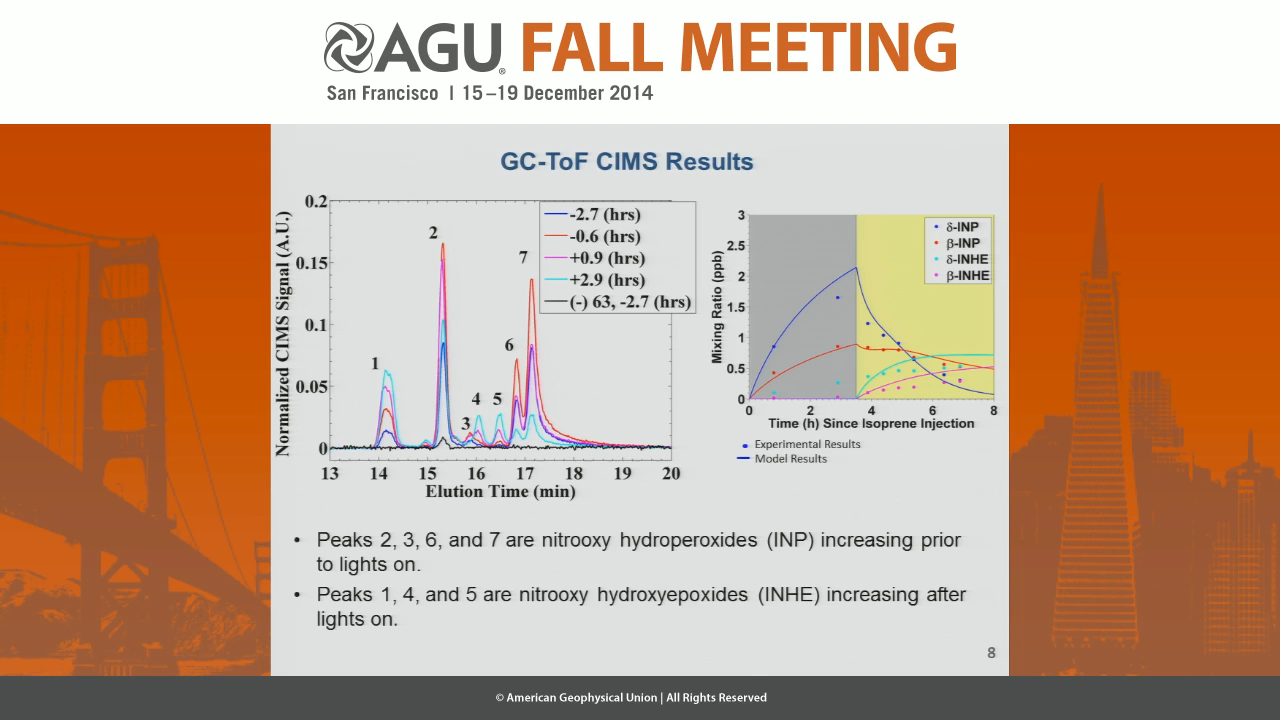 AGU FALL MEETING
San Francisco | 15–19 December 2014
GC-ToF CIMS Results
Normalized CIMS Signal (A.U.)
0.2
0.15
0.1
0.05
0
13 14 15 16 17 18 19 20
Elution Time (min)
1
2
3
4
5
6
7
-2.7 (hrs)
-0.6 (hrs)
+0.9 (hrs)
+2.9 (hrs)
(-) 63, -2.7 (hrs)
Mixing Ratio (ppb)
3
2.5
2
1.5
1
0.5
0
0 2 4 6 8
Time (h) Since Isoprene Injection
δ-INP
β-INP
δ-INHE
β-INHE
Experimental Results
Model Results
• Peaks 2, 3, 6, and 7 are nitrooxy hydroperoxides (INP) increasing prior
to lights on.
• Peaks 1, 4, and 5 are nitrooxy hydroxyepoxides (INHE) increasing after
lights on.
8
© American Geophysical Union | All Rights Reserved